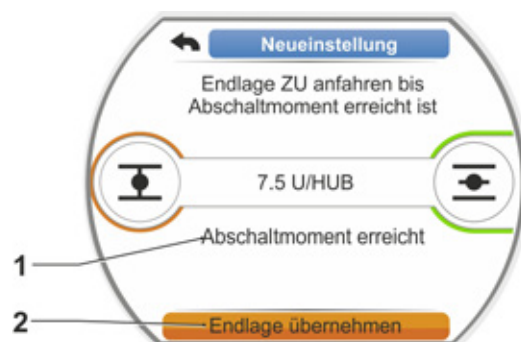 Neueinstellung
Endlage ZU anfahren bis
Abschaltmoment erreicht ist
7.5 U/HUB
Abschaltmoment erreicht
1
Endlage übernehmen
2